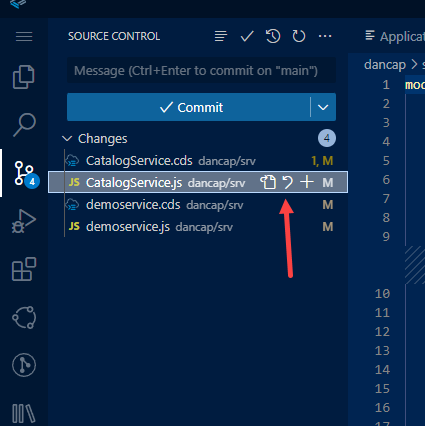 SOURCE CONTROL
Message (Ctrl+Enter to commit on "main")
Commit
Changes 4
CatalogService.cds dancap/srv 1, M
JS CatalogService.js dancap/srv M
demoservice.cds dancap/srv M
JS demoservice.js dancap/srv M
4
Applicat
dancap > s
1 mod
2
3
4
5
6
7
8
9
10
11
12
13
14
15
16
17